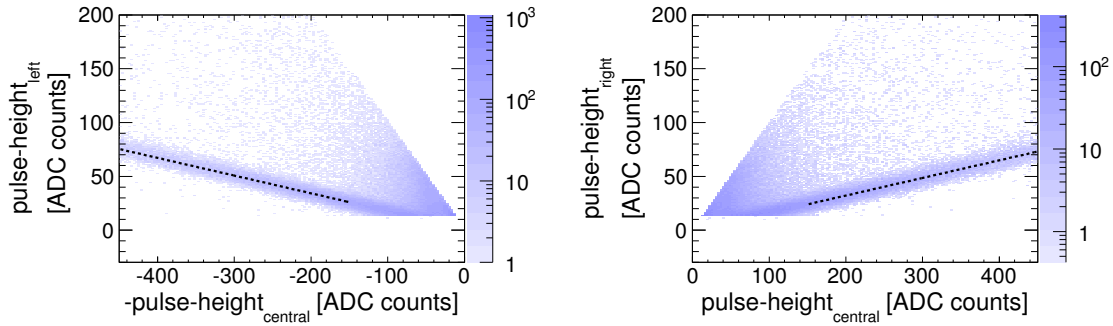 200
150
100
50
0
pulse-height_left
[ADC counts]
-400 -300 -200 -100 0
-pulse-height_central [ADC counts]
10^3
10^2
10
1
200
150
100
50
0
pulse-height_right
[ADC counts]
0 100 200 300 400
pulse-height_central [ADC counts]
10^2
10
1